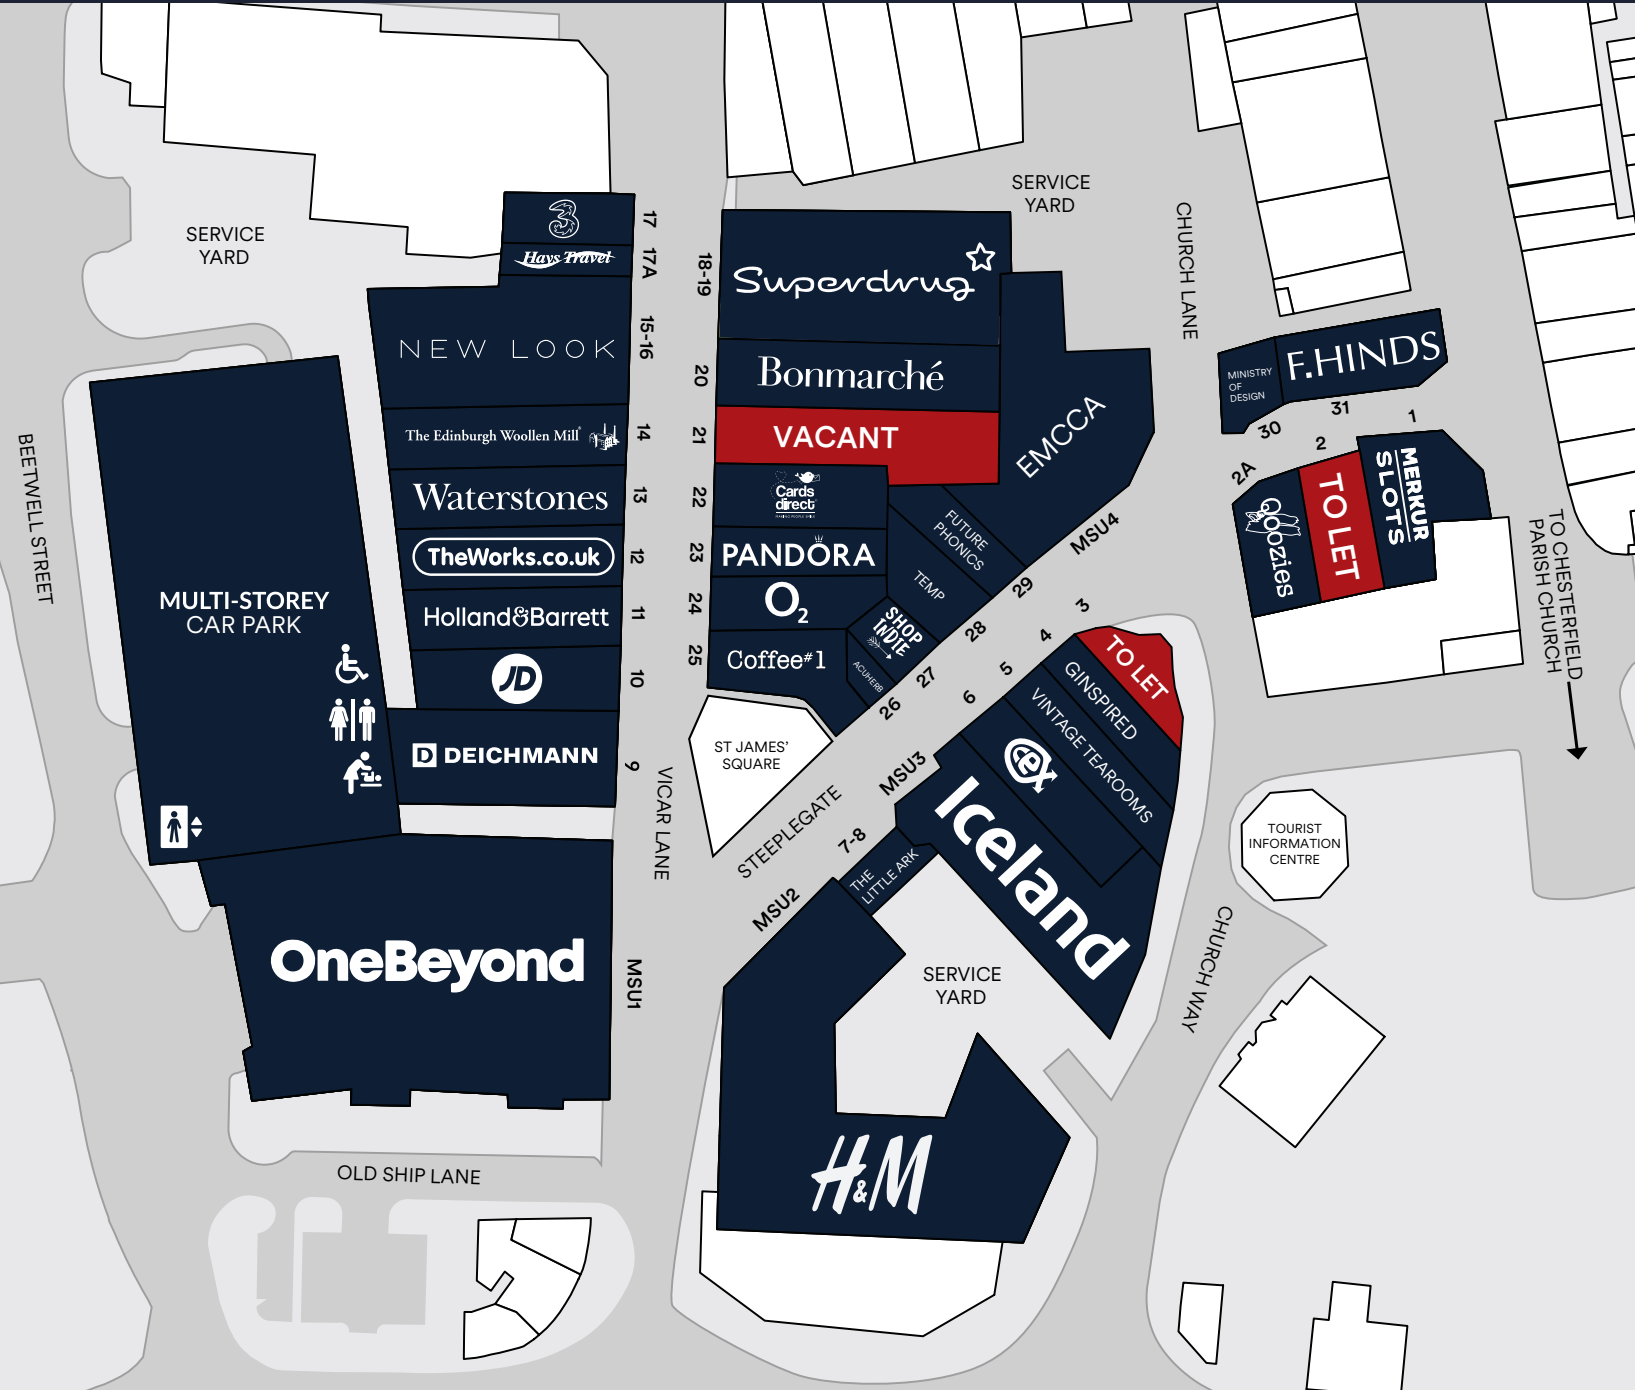 SERVICE
YARD
3
17
Hays Travel
17A
NEW LOOK
15-16
The Edinburgh Woollen Mill
14
Waterstones
13
TheWorks.co.uk
12
Holland&Barrett
11
JD
10
D DEICHMANN
9
MULTI-STOREY
CAR PARK
BEETWELL STREET
OneBeyond
MSU1
OLD SHIP LANE
VICAR LANE
SERVICE
YARD
18-19
Superdrug
20
Bonmarché
21
VACANT
22
Cards
direct
23
PANDORA
24
O2
25
Coffee#1
EMCCA
MSU4
FUTURE
PHONICS
29
TEMP
28
SHOP
INDIE
27
ACUHERB
26
ST JAMES'
SQUARE
STEEPLEGATE
CHURCH LANE
MINISTRY
OF
DESIGN
30
F.HINDS
31
1
MERKUR
SLOTS
2
TO LET
2A
Qoozies
TO CHESTERFIELD
PARISH CHURCH
3
TO LET
4
GINSPIRED
5
VINTAGE TEAROOMS
6
cex
MSU3
Iceland
7-8
THE
LITTLE ARK
MSU2
H&M
SERVICE
YARD
TOURIST
INFORMATION
CENTRE
CHURCH WAY